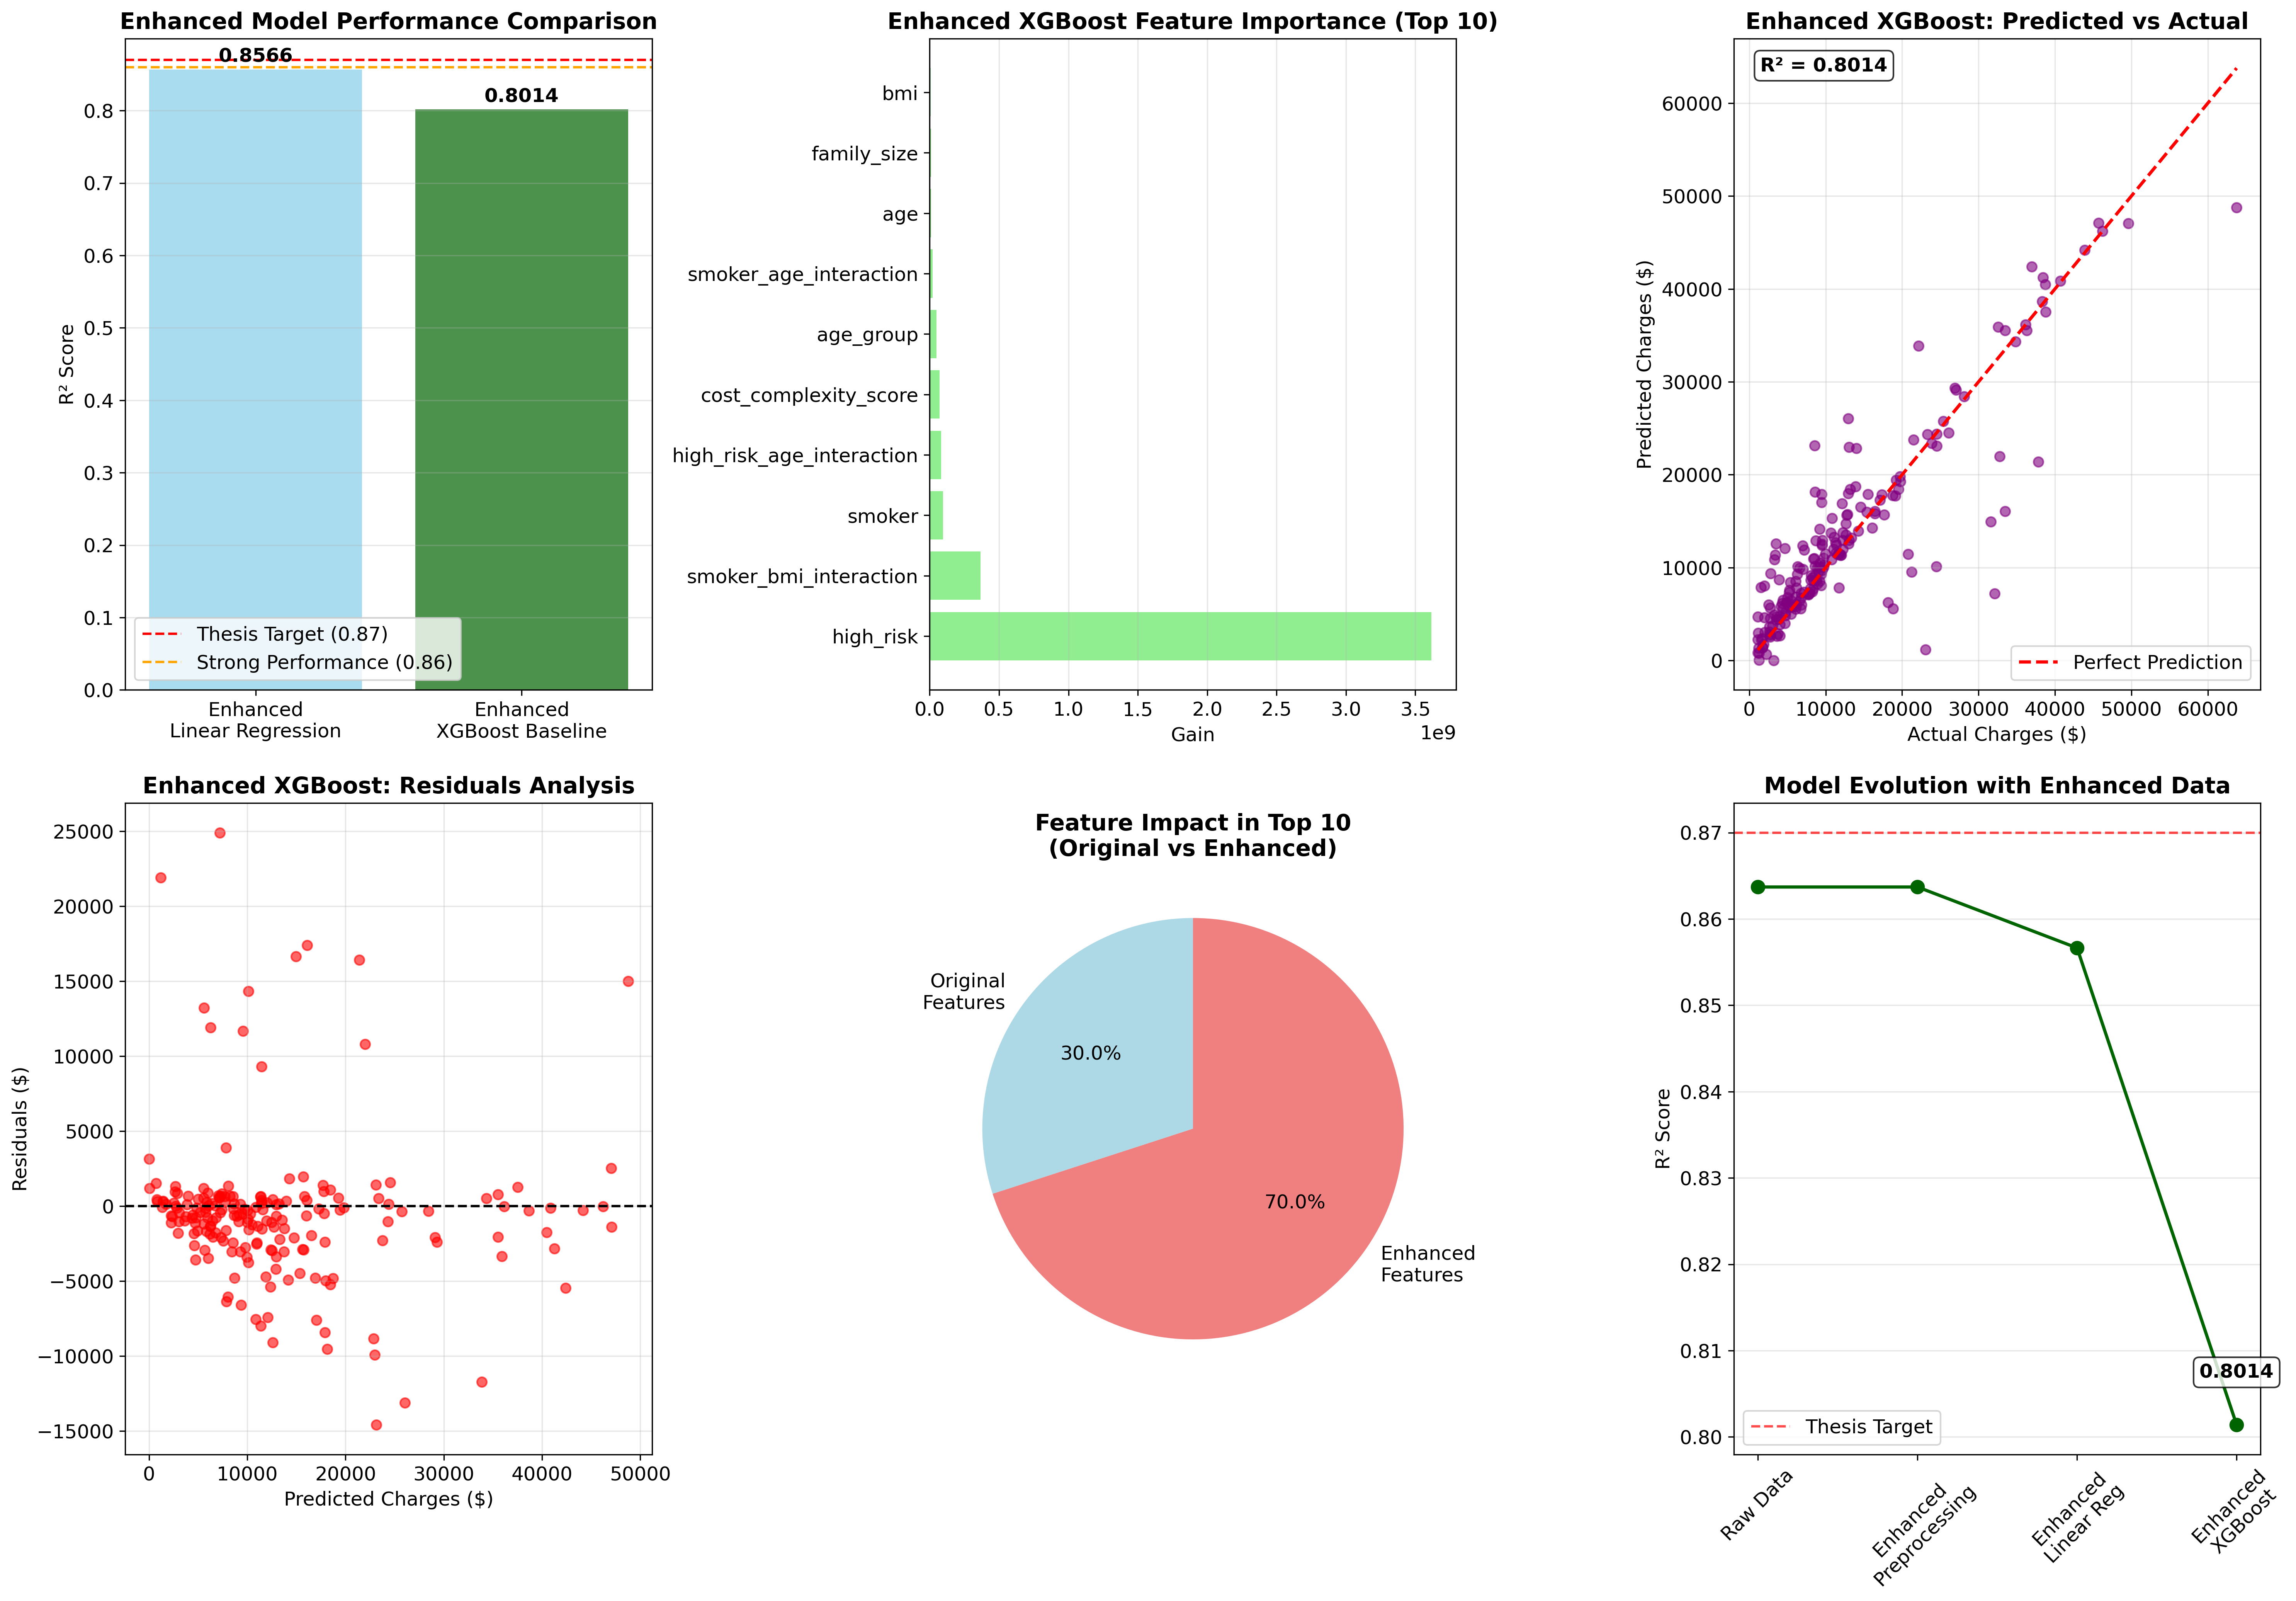 Enhanced Model Performance Comparison
R² Score
0.8
0.7
0.6
0.5
0.4
0.3
0.2
0.1
0.0
0.8566
0.8014
Thesis Target (0.87)
Strong Performance (0.86)
Enhanced
Linear Regression
Enhanced
XGBoost Baseline
Enhanced XGBoost Feature Importance (Top 10)
bmi
family_size
age
smoker_age_interaction
age_group
cost_complexity_score
high_risk_age_interaction
smoker
smoker_bmi_interaction
high_risk
0.0 0.5 1.0 1.5 2.0 2.5 3.0 3.5
1e9
Gain
Enhanced XGBoost: Predicted vs Actual
R² = 0.8014
Predicted Charges ($)
60000
50000
40000
30000
20000
10000
0
Perfect Prediction
0 10000 20000 30000 40000 50000 60000
Actual Charges ($)
Enhanced XGBoost: Residuals Analysis
Residuals ($)
25000
20000
15000
10000
5000
0
−5000
−10000
−15000
0 10000 20000 30000 40000 50000
Predicted Charges ($)
Feature Impact in Top 10
(Original vs Enhanced)
Original
Features
30.0%
70.0%
Enhanced
Features
Model Evolution with Enhanced Data
R² Score
0.87
0.86
0.85
0.84
0.83
0.82
0.81
0.80
0.8014
Thesis Target
Raw Data
Enhanced
Preprocessing
Enhanced
Linear Reg
Enhanced
XGBoost